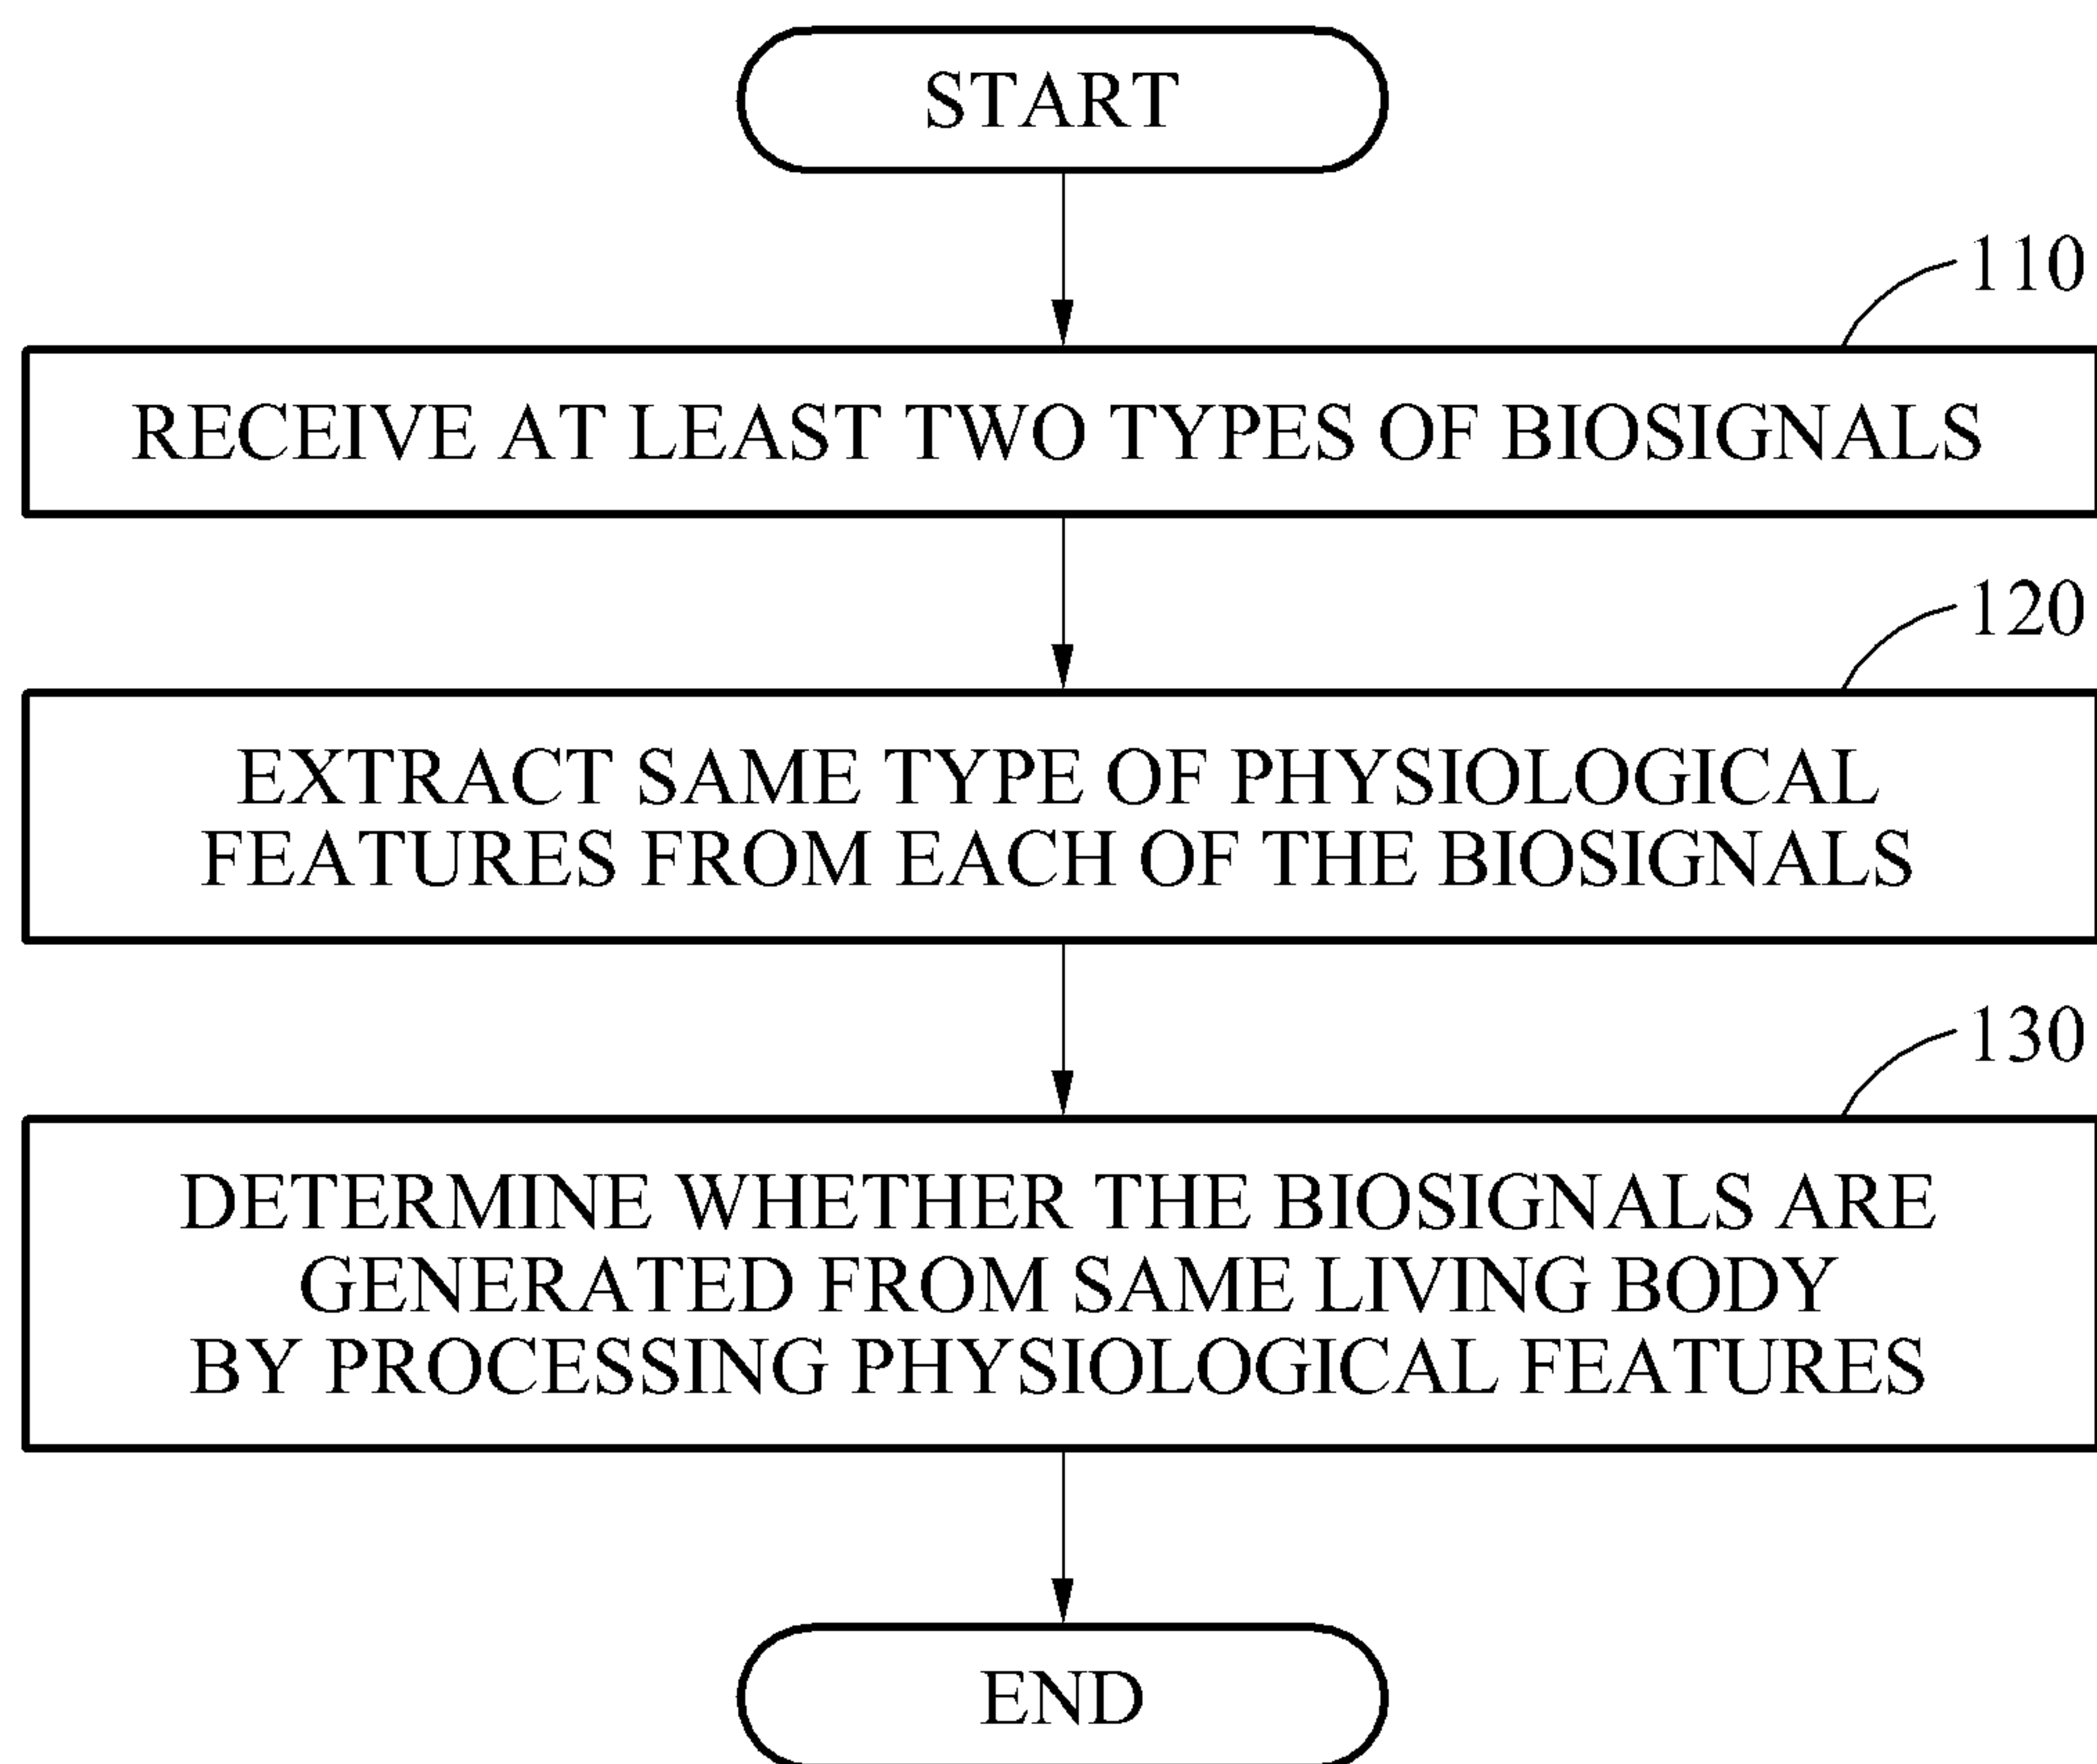 START
110
RECEIVE AT LEAST TWO TYPES OF BIOSIGNALS
120
EXTRACT SAME TYPE OF PHYSIOLOGICAL
FEATURES FROM EACH OF THE BIOSIGNALS
130
DETERMINE WHETHER THE BIOSIGNALS ARE
GENERATED FROM SAME LIVING BODY
BY PROCESSING PHYSIOLOGICAL FEATURES
END